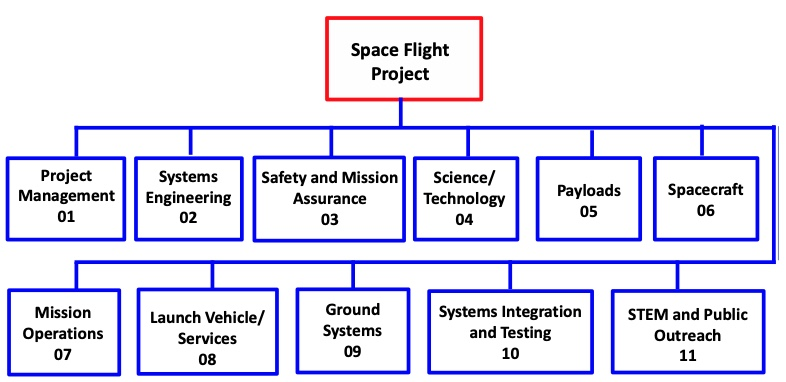 Space Flight
Project
Project
Management
01
Systems
Engineering
02
Safety and Mission
Assurance
03
Science/
Technology
04
Payloads
05
Spacecraft
06
Mission
Operations
07
Launch Vehicle/
Services
08
Ground
Systems
09
Systems Integration
and Testing
10
STEM and Public
Outreach
11